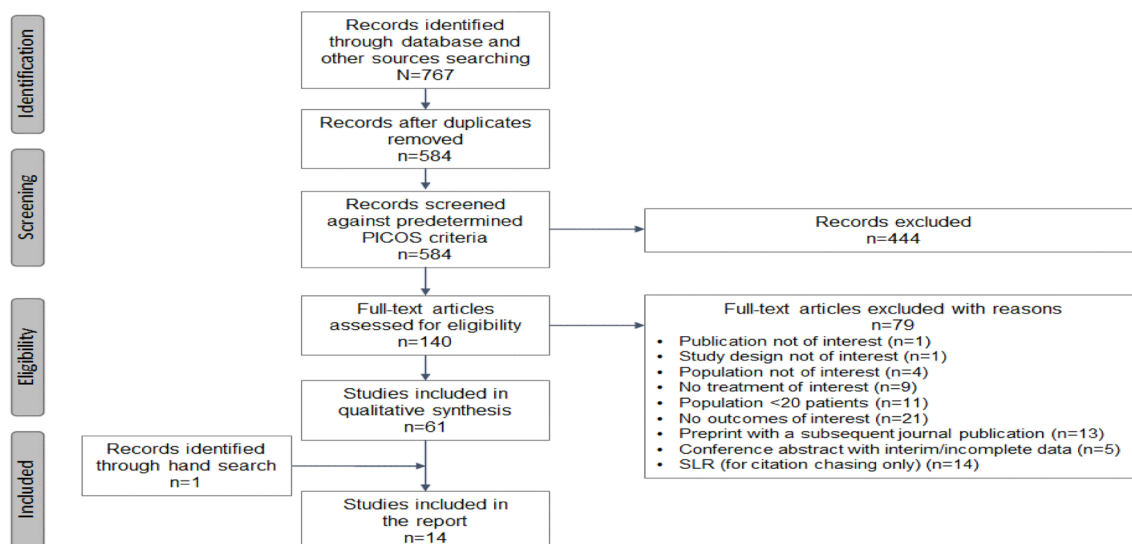 Identification
Records identified
through database and
other sources searching
N=767
Records after duplicates
removed
n=584
Screening
Records screened
against predetermined
PICOS criteria
n=584
Records excluded
n=444
Eligibility
Full-text articles
assessed for eligibility
n=140
Full-text articles excluded with reasons
n=79
• Publication not of interest (n=1)
• Study design not of interest (n=1)
• Population not of interest (n=4)
• No treatment of interest (n=9)
• Population <20 patients (n=11)
• No outcomes of interest (n=21)
• Preprint with a subsequent journal publication (n=13)
• Conference abstract with interim/incomplete data (n=5)
• SLR (for citation chasing only) (n=14)
Studies included in
qualitative synthesis
n=61
Included
Records identified
through hand search
n=1
Studies included in
the report
n=14